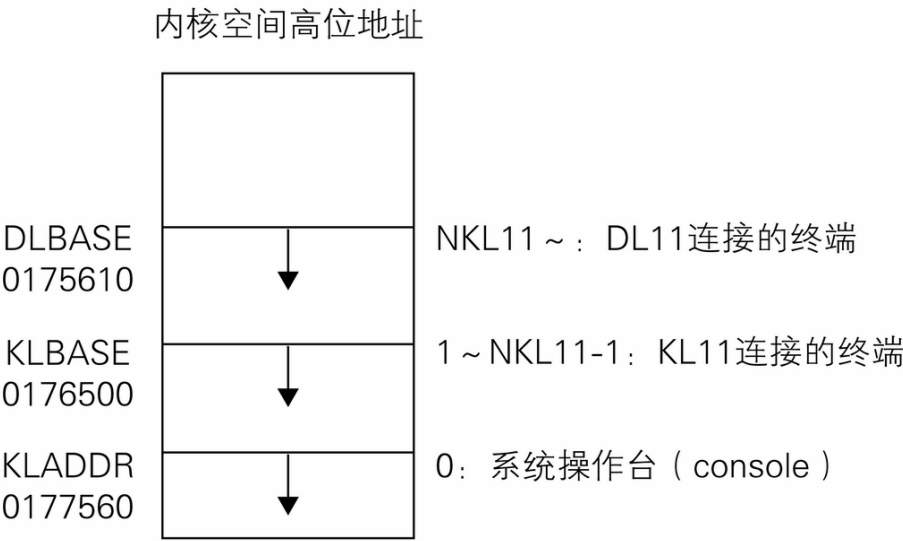 内核空间高位地址
DLBASE
0175610
NKL11～：DL11连接的终端
KLBASE
0176500
1～NKL11-1：KL11连接的终端
KLADDR
0177560
0：系统操作台（console）